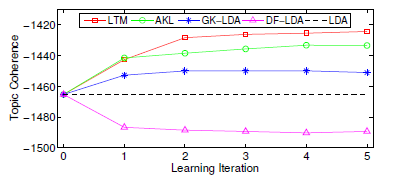 LTM AKL GK−LDA DF−LDA LDA
−1420
−1440
−1460
−1480
−1500
Topic Coherence
0 1 2 3 4 5
Learning Iteration